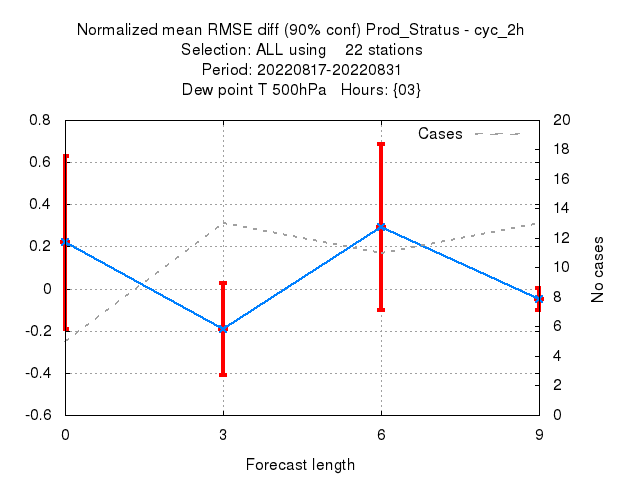 Normalized mean RMSE diff (90% conf) Prod_Stratus - cyc_2h
Selection: ALL using    22 stations
Period: 20220817-20220831
Dew point T 500hPa   Hours: {03}
Cases
0.8
0.6
0.4
0.2
0
-0.2
-0.4
-0.6
20
18
16
14
12
10
8
6
4
2
0
No cases
0 3 6 9
Forecast length